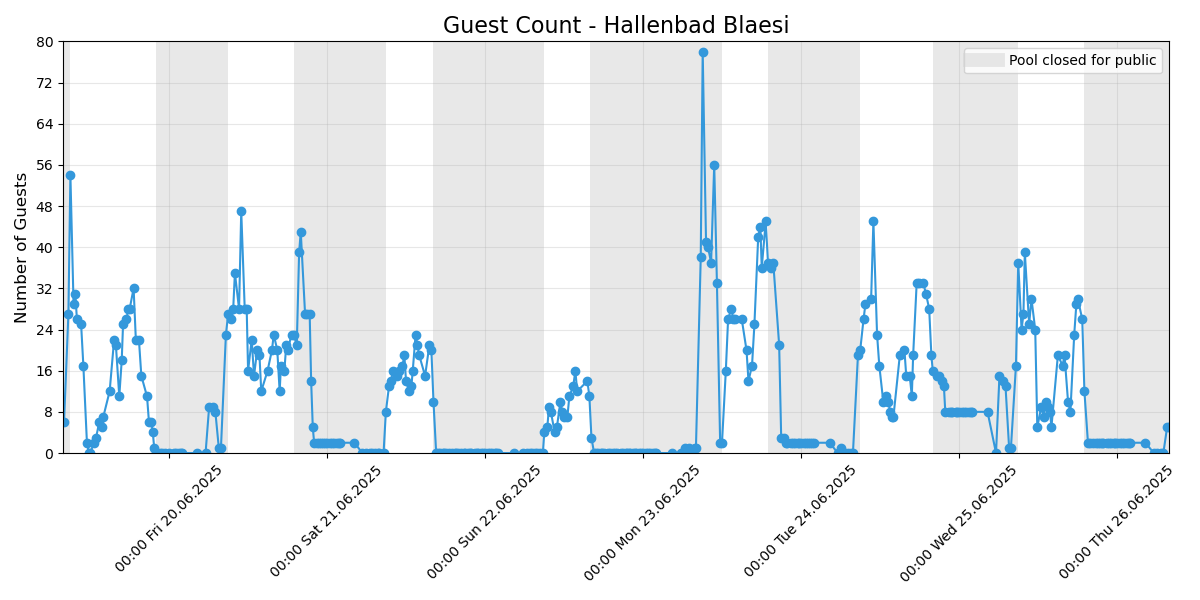 Guest Count - Hallenbad Blaesi
Pool closed for public
Number of Guests
80
72
64
56
48
40
32
24
16
8
0
00:00 Fri 20.06.2025
00:00 Sat 21.06.2025
00:00 Sun 22.06.2025
00:00 Mon 23.06.2025
00:00 Tue 24.06.2025
00:00 Wed 25.06.2025
00:00 Thu 26.06.2025